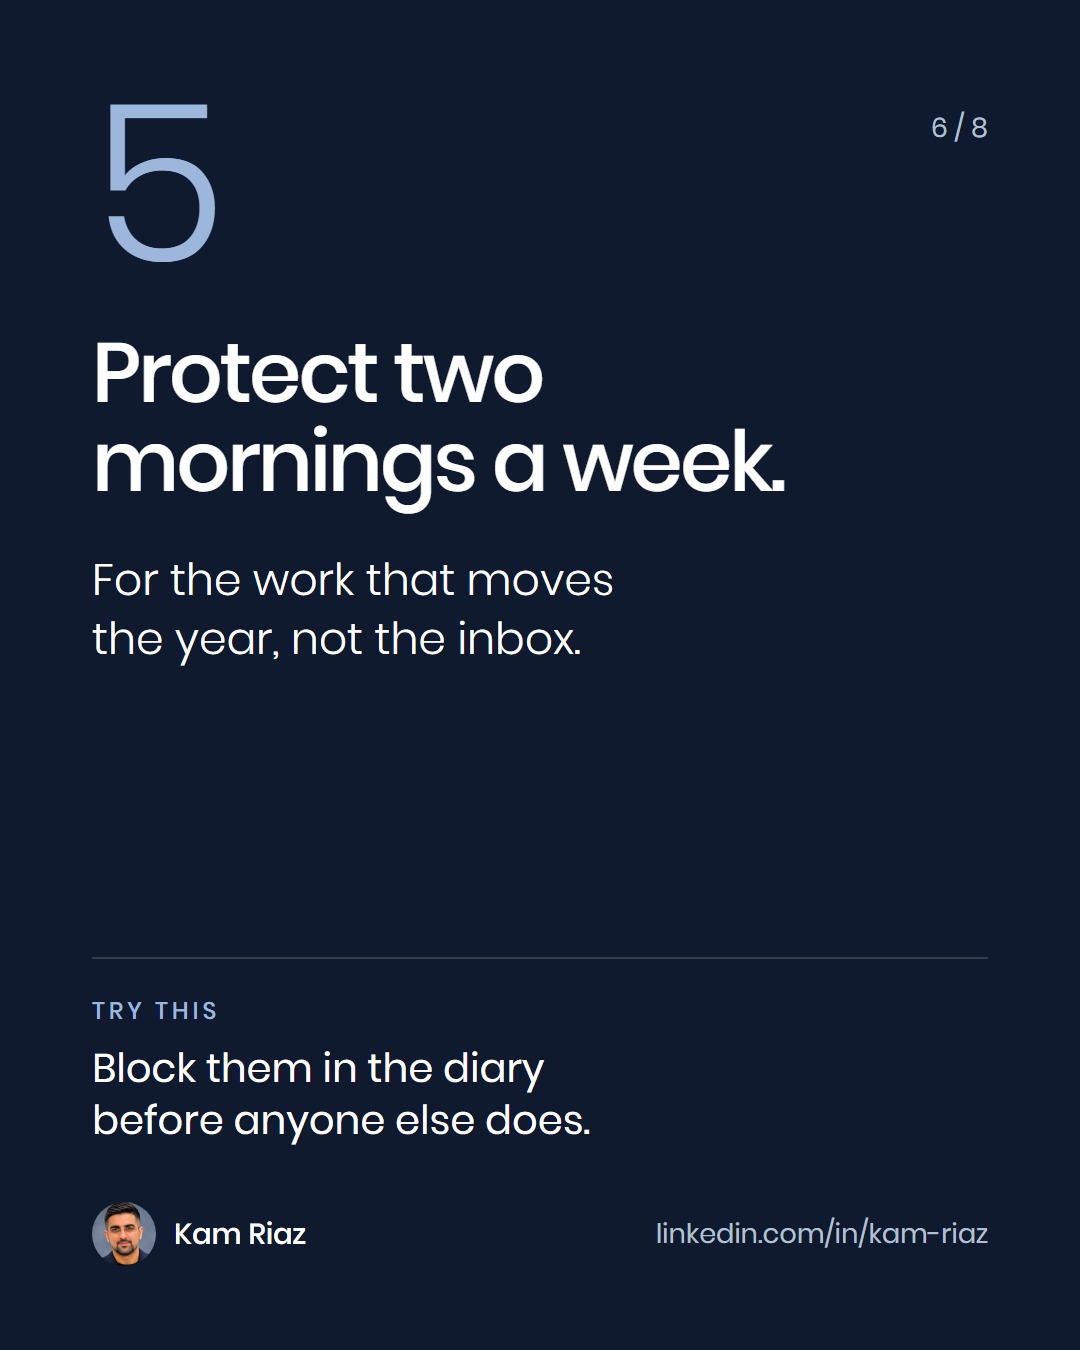 5
6 / 8
Protect two
mornings a week.
For the work that moves
the year, not the inbox.
TRY THIS
Block them in the diary
before anyone else does.
Kam Riaz
linkedin.com/in/kam-riaz